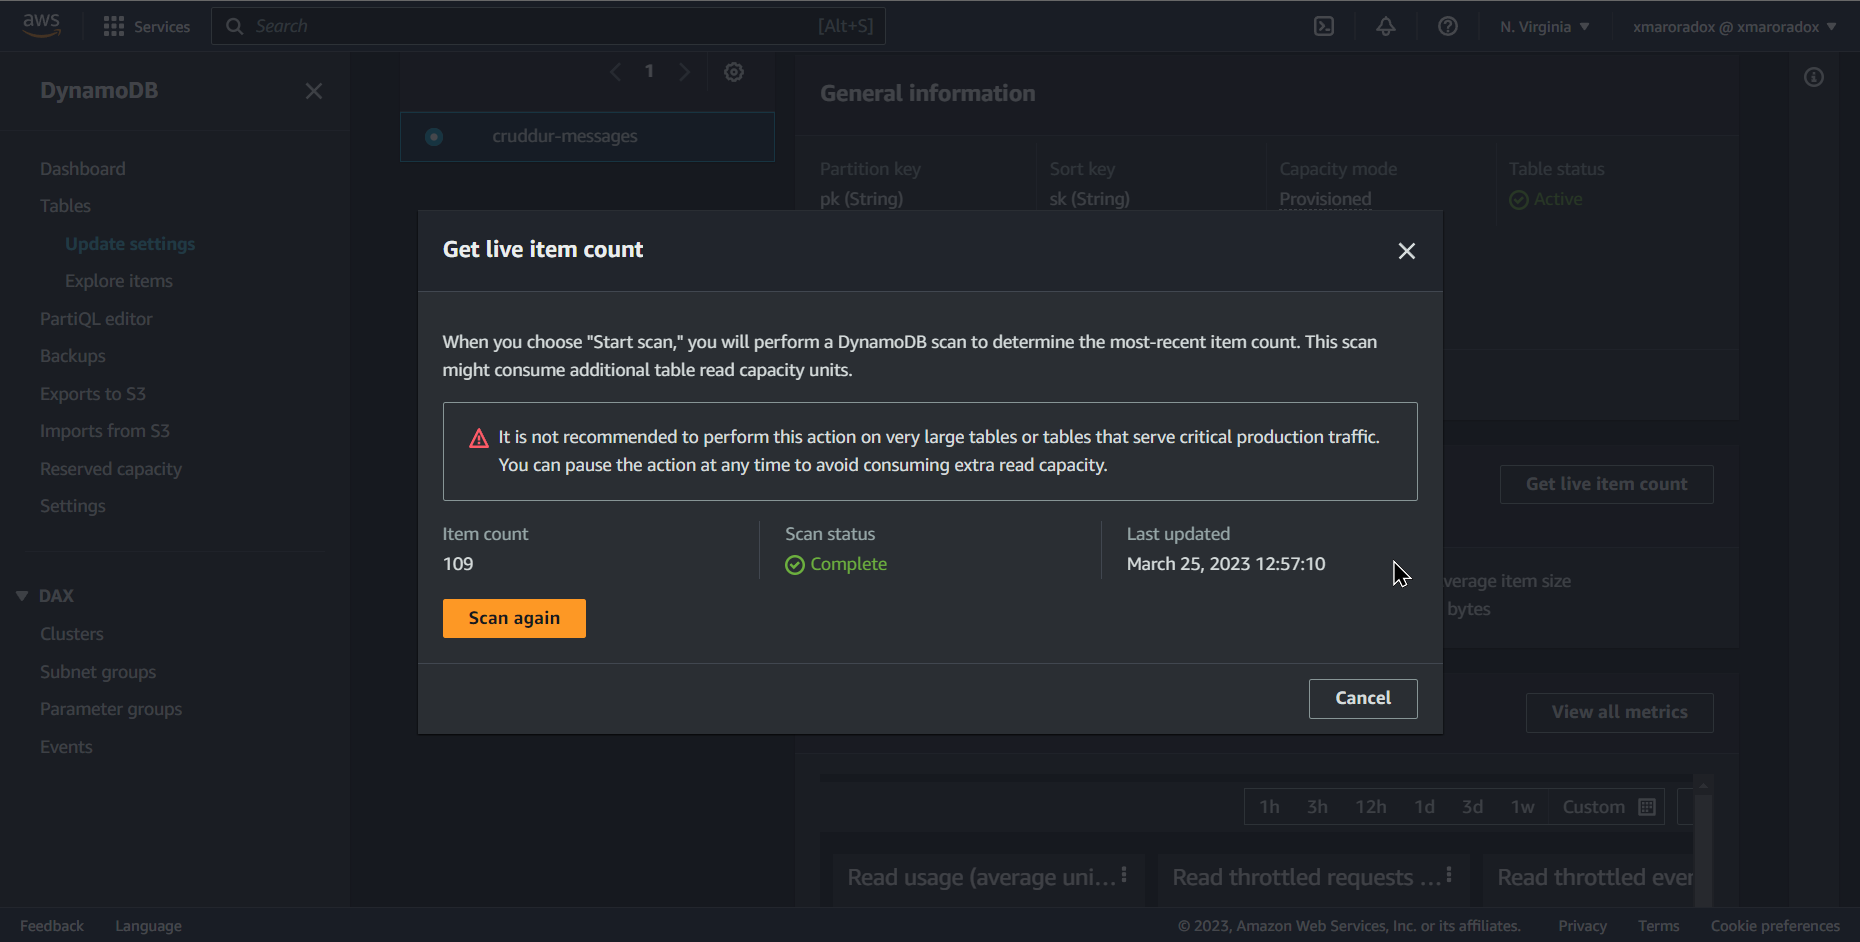 aws
Services
Search
[Alt+S]
N. Virginia
xmaroradox @ xmaroradox
DynamoDB
Dashboard
Tables
Update settings
Explore items
PartiQL editor
Backups
Exports to S3
Imports from S3
Reserved capacity
Settings
DAX
Clusters
Subnet groups
Parameter groups
Events
1
cruddur-messages
General information
Partition key
pk (String)
Sort key
sk (String)
Capacity mode
Provisioned
Table status
Active
Get live item count
When you choose "Start scan," you will perform a DynamoDB scan to determine the most-recent item count. This scan
might consume additional table read capacity units.
It is not recommended to perform this action on very large tables or tables that serve critical production traffic.
You can pause the action at any time to avoid consuming extra read capacity.
Item count
109
Scan status
Complete
Last updated
March 25, 2023 12:57:10
Scan again
Cancel
Get live item count
verage item size
bytes
View all metrics
1h 3h 12h 1d 3d 1w Custom
Read usage (average uni...
Read throttled requests ...
Read throttled ever
Feedback
Language
© 2023, Amazon Web Services, Inc. or its affiliates.
Privacy
Terms
Cookie preferences